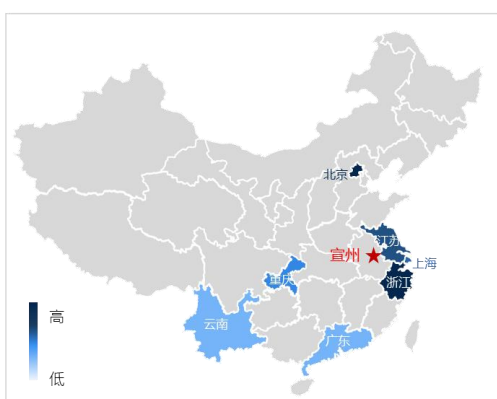 北京
江苏
宣州
上海
重庆
浙江
高
云南
广东
低